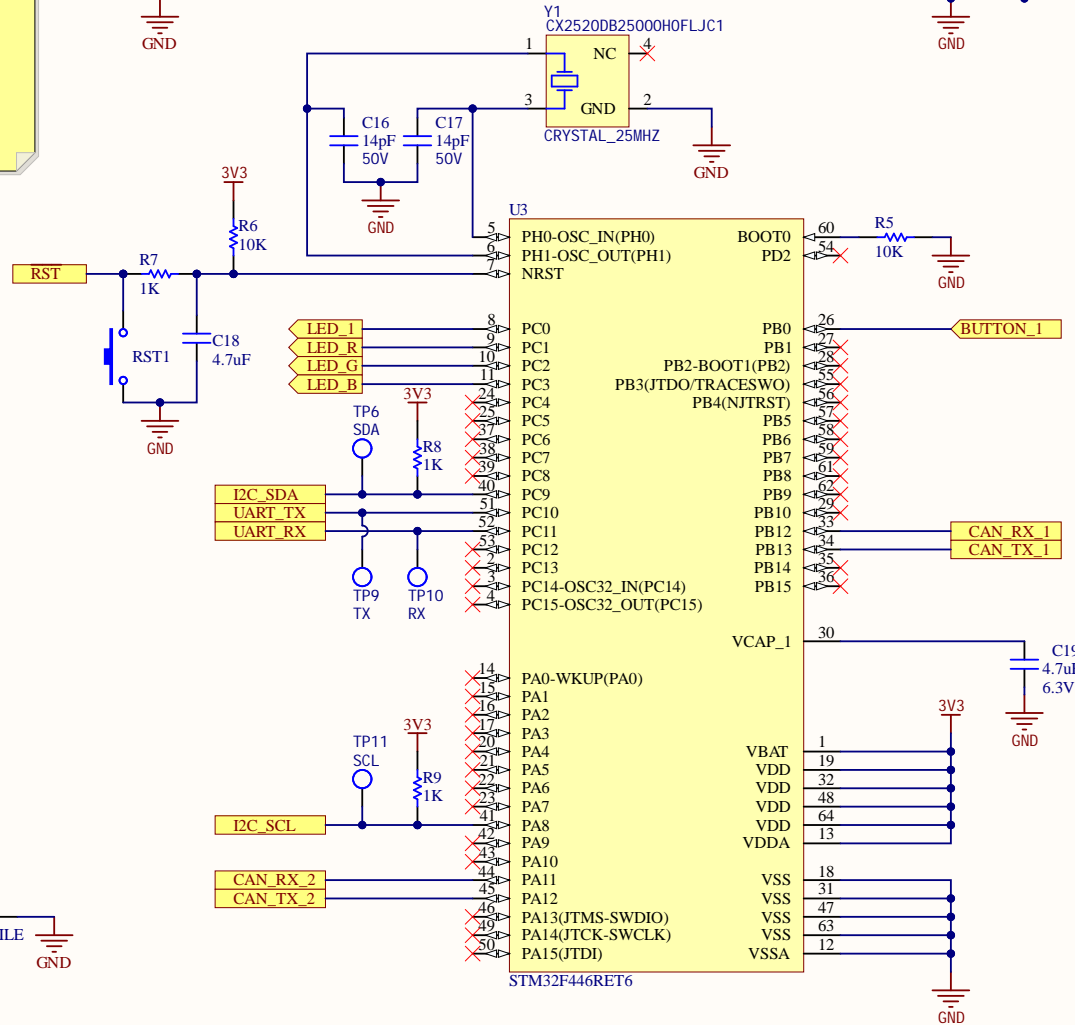 GND
GND
Y1
CX2520DB25000H0FLJC1
1
NC
4
3
GND
2
CRYSTAL_25MHZ
C16
14pF
50V
C17
14pF
50V
GND
GND
3V3
R6
10K
RST
R7
1K
RST1
C18
4.7uF
GND
U3
5
PH0-OSC_IN(PH0)
6
PH1-OSC_OUT(PH1)
7
NRST
BOOT0
60
R5
10K
PD2
54
GND
LED_1
8
PC0
LED_R
9
PC1
LED_G
10
PC2
LED_B
11
PC3
24
PC4
25
PC5
37
PC6
38
PC7
39
PC8
I2C_SDA
40
PC9
UART_TX
51
PC10
UART_RX
52
PC11
53
PC12
2
PC13
3
PC14-OSC32_IN(PC14)
4
PC15-OSC32_OUT(PC15)
TP6
SDA
3V3
R8
1K
TP9
TX
TP10
RX
PB0
26
BUTTON_1
PB1
27
PB2-BOOT1(PB2)
28
PB3(JTDO/TRACESWO)
55
PB4(NJTRST)
56
PB5
57
PB6
58
PB7
59
PB8
61
PB9
62
PB10
29
PB12
33
CAN_RX_1
PB13
34
CAN_TX_1
PB14
35
PB15
36
VCAP_1
30
C19
6.3V
GND
14
PA0-WKUP(PA0)
15
PA1
16
PA2
17
PA3
20
PA4
21
PA5
22
PA6
23
PA7
I2C_SCL
41
PA8
42
PA9
43
PA10
CAN_RX_2
44
PA11
CAN_TX_2
45
PA12
46
PA13(JTMS-SWDIO)
49
PA14(JTCK-SWCLK)
50
PA15(JTDI)
TP11
SCL
3V3
R9
1K
3V3
VBAT
1
VDD
19
VDD
32
VDD
48
VDD
64
VDDA
13
VSS
18
VSS
31
VSS
47
VSS
63
VSSA
12
GND
STM32F446RET6
ILE
GND